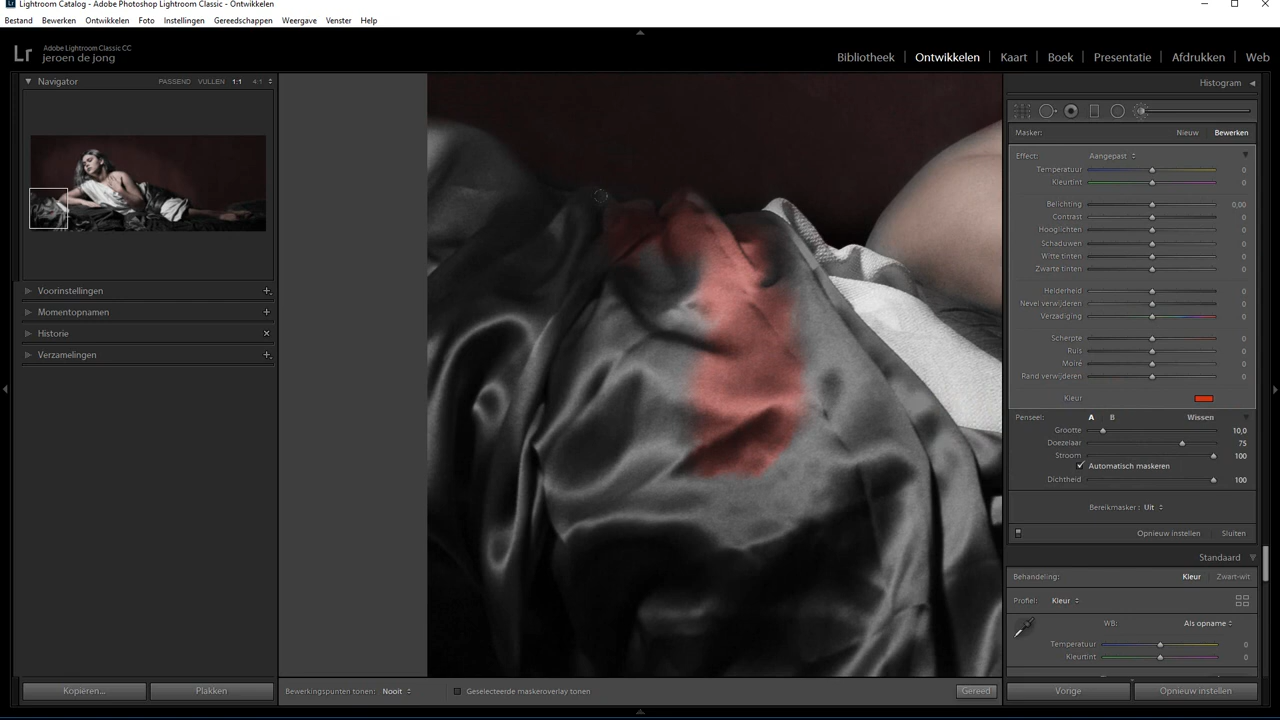 Lightroom Catalog - Adobe Photoshop Lightroom Classic - Ontwikkelen
Bestand Bewerken Ontwikkelen Foto Instellingen Gereedschappen Weergave Venster Help
Lr Adobe Lightroom Classic CC
jeroen de jong
Bibliotheek Ontwikkelen Kaart Boek Presentatie Afdrukken Web
Navigator PASSEND VULLEN 1:1 4:1
Voorinstellingen
Momentopnamen
Historie
Verzamelingen
Kopiëren... Plakken
Bewerkingspunten tonen: Nooit Geselecteerde maskeroverlay tonen Gereed
Histogram
Masker: Nieuw Bewerken
Effect: Aangepast
Temperatuur 0
Kleurtint 0
Belichting 0,00
Contrast 0
Hooglichten 0
Schaduwen 0
Witte tinten 0
Zwarte tinten 0
Helderheid 0
Nevel verwijderen 0
Verzadiging 0
Scherpte 0
Ruis 0
Moiré 0
Rand verwijderen 0
Kleur
Penseel: A B Wissen
Grootte 10,0
Doezelaar 75
Stroom 100
Automatisch maskeren
Dichtheid 100
Bereikmasker : Uit
Opnieuw instellen Sluiten
Standaard
Behandeling: Kleur Zwart-wit
Profiel: Kleur
WB: Als opname
Temperatuur 0
Kleurtint 0
Vorige Opnieuw instellen